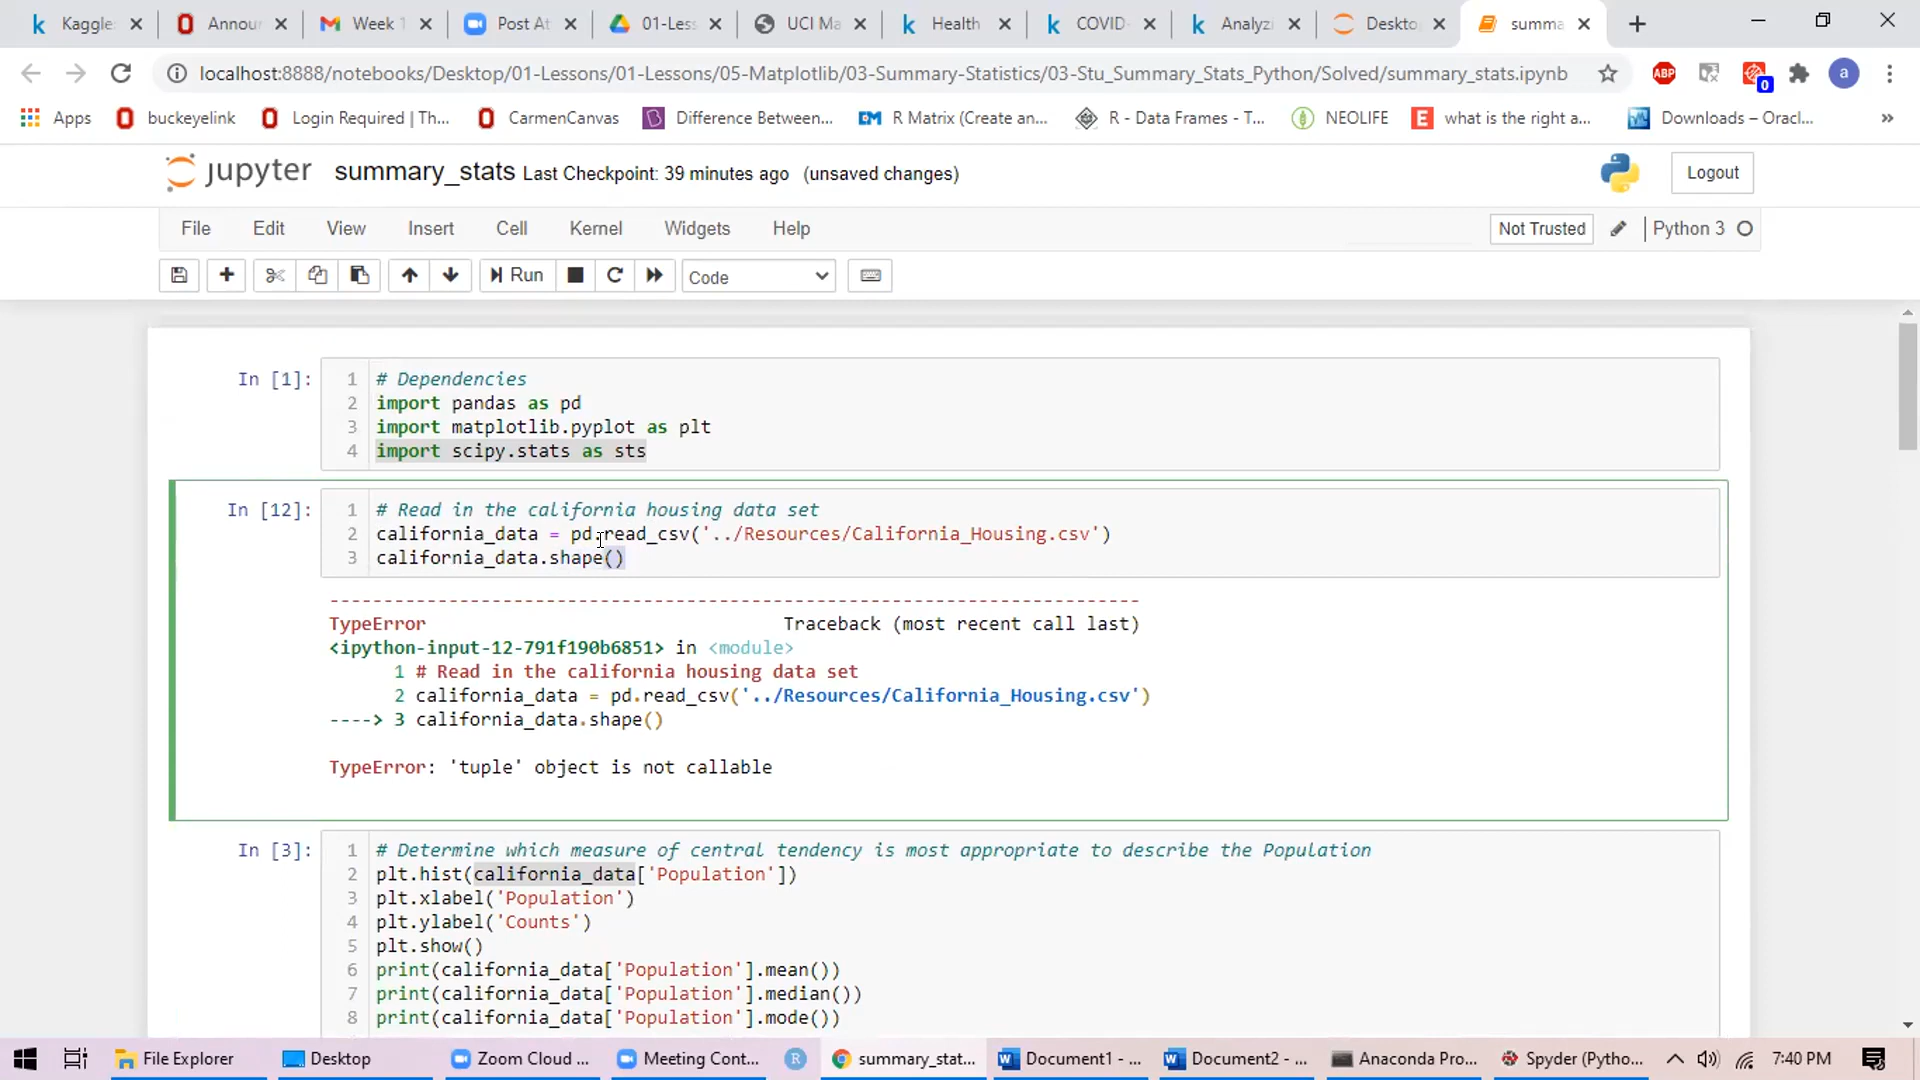 Kaggle
Announ
Week 1
Post At
01-Less
UCI Ma
Health
COVID-
Analyzi
Deskto
summa
localhost:8888/notebooks/Desktop/01-Lessons/01-Lessons/05-Matplotlib/03-Summary-Statistics/03-Stu_Summary_Stats_Python/Solved/summary_stats.ipynb
ABP
0
a
Apps
buckeyelink
Login Required | Th...
CarmenCanvas
Difference Between...
R Matrix (Create an...
R - Data Frames - T...
NEOLIFE
what is the right a...
Downloads – Oracl...
»
jupyter summary_stats Last Checkpoint: 39 minutes ago (unsaved changes)
Logout
File Edit View Insert Cell Kernel Widgets Help
Not Trusted
Python 3
Run
Code
In [1]:
1 # Dependencies
2 import pandas as pd
3 import matplotlib.pyplot as plt
4 import scipy.stats as sts
In [12]:
1 # Read in the california housing data set
2 california_data = pd.read_csv('../Resources/California_Housing.csv')
3 california_data.shape()
---------------------------------------------------------------------------
TypeError Traceback (most recent call last)
<ipython-input-12-791f190b6851> in <module>
1 # Read in the california housing data set
2 california_data = pd.read_csv('../Resources/California_Housing.csv')
----> 3 california_data.shape()
TypeError: 'tuple' object is not callable
In [3]:
1 # Determine which measure of central tendency is most appropriate to describe the Population
2 plt.hist(california_data['Population'])
3 plt.xlabel('Population')
4 plt.ylabel('Counts')
5 plt.show()
6 print(california_data['Population'].mean())
7 print(california_data['Population'].median())
8 print(california_data['Population'].mode())
File Explorer
Desktop
Zoom Cloud ...
Meeting Cont...
R
summary_stat...
Document1 - ...
Document2 - ...
Anaconda Pro...
Spyder (Pytho...
7:40 PM